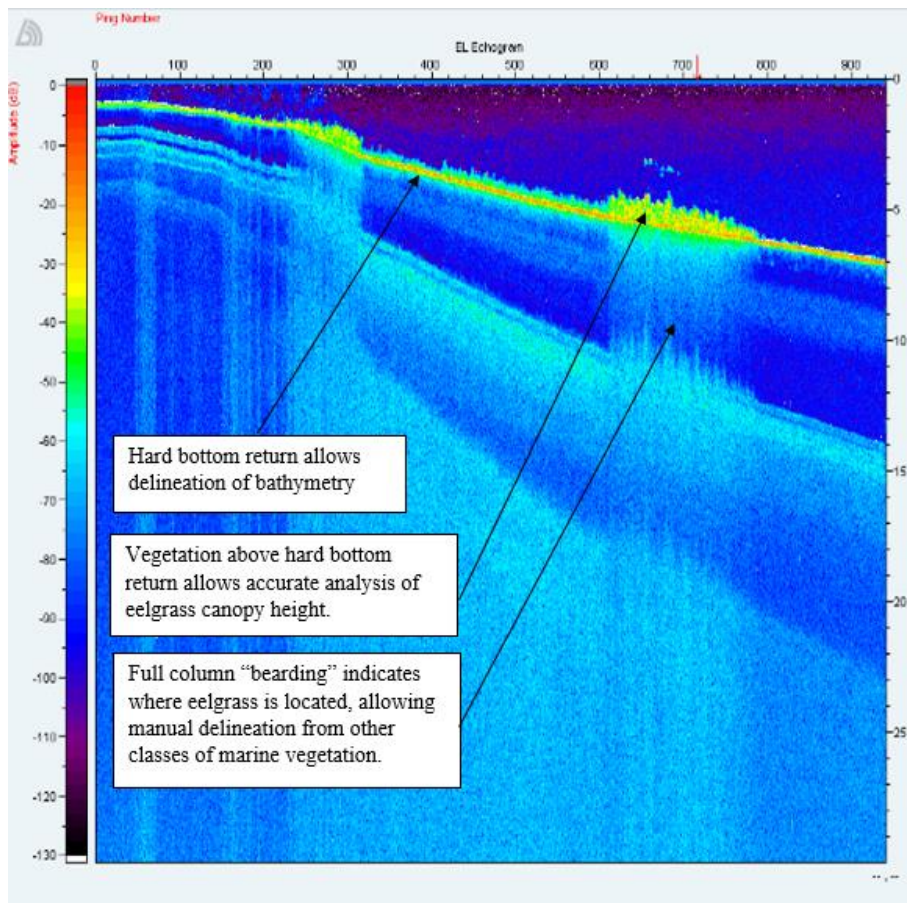 Ping Number
EL Echogram
0 100 200 300 400 500 600 700 800 900
Amplitude (dB)
0
-10
-20
-30
-40
-50
-60
-70
-80
-90
-100
-110
-120
-130
0
5
10
15
20
25
Hard bottom return allows
delineation of bathymetry
Vegetation above hard bottom
return allows accurate analysis of
eelgrass canopy height.
Full column “bearding” indicates
where eelgrass is located, allowing
manual delineation from other
classes of marine vegetation.
-- . --